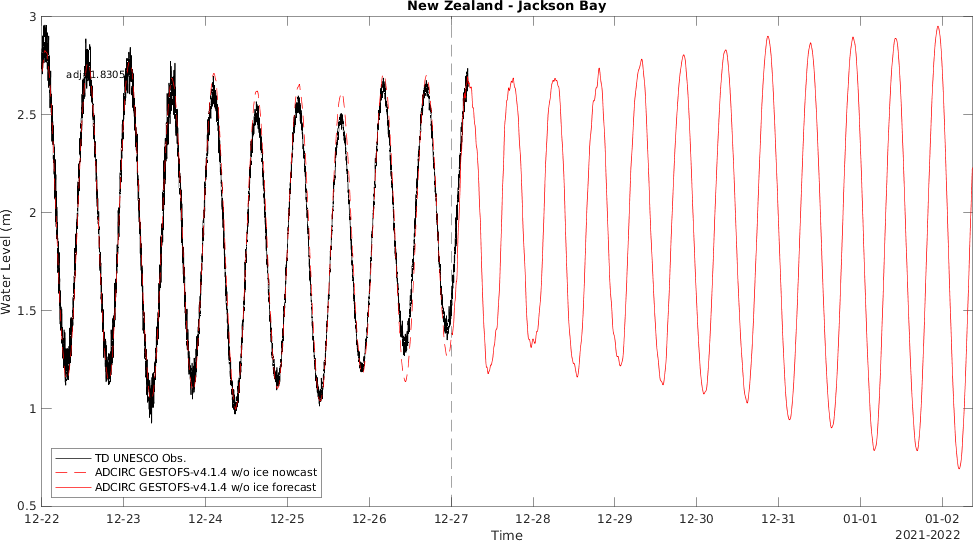 New Zealand - Jackson Bay
3
2.5
2
1.5
1
0.5
Water Level (m)
TD UNESCO Obs.
ADCIRC GESTOFS-v4.1.4 w/o ice nowcast
ADCIRC GESTOFS-v4.1.4 w/o ice forecast
12-22 12-23 12-24 12-25 12-26 12-27 12-28 12-29 12-30 12-31 01-01 01-02
Time
2021-2022